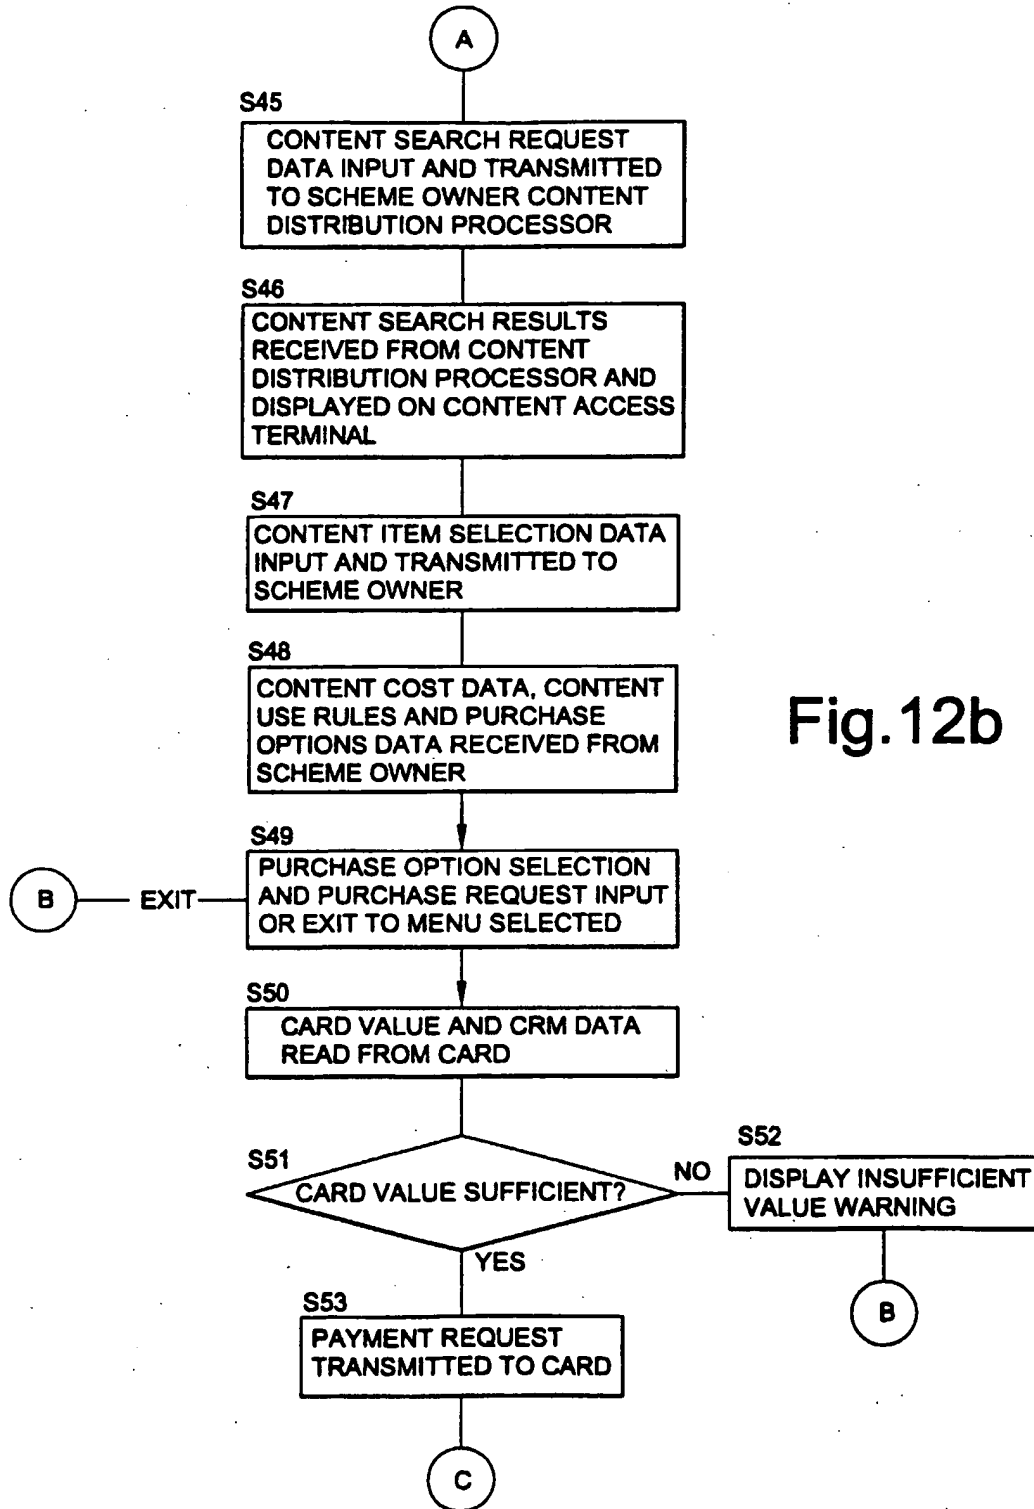 A
S45
CONTENT SEARCH REQUEST
DATA INPUT AND TRANSMITTED
TO SCHEME OWNER CONTENT
DISTRIBUTION PROCESSOR
S46
CONTENT SEARCH RESULTS
RECEIVED FROM CONTENT
DISTRIBUTION PROCESSOR AND
DISPLAYED ON CONTENT ACCESS
TERMINAL
S47
CONTENT ITEM SELECTION DATA
INPUT AND TRANSMITTED TO
SCHEME OWNER
S48
CONTENT COST DATA, CONTENT
USE RULES AND PURCHASE
OPTIONS DATA RECEIVED FROM
SCHEME OWNER
Fig.12b
S49
PURCHASE OPTION SELECTION
AND PURCHASE REQUEST INPUT
OR EXIT TO MENU SELECTED
B
EXIT
S50
CARD VALUE AND CRM DATA
READ FROM CARD
S51
CARD VALUE SUFFICIENT?
NO
S52
DISPLAY INSUFFICIENT
VALUE WARNING
B
YES
S53
PAYMENT REQUEST
TRANSMITTED TO CARD
C